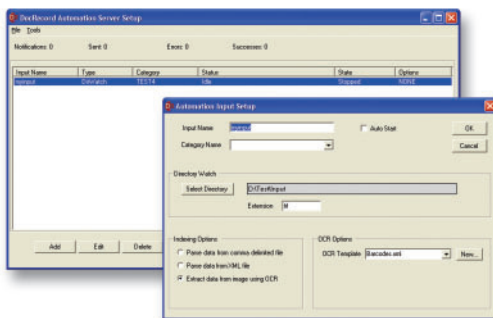 DocRecord Automation Server Setup
File Tools
Notifications: 0 Sent: 0 Errors: 0 Successes: 0
Input Name Type Category Status State Options
myinput DirWatch TEST4 Idle Stopped NONE
Add Edit Delete
Automation Input Setup
Input Name myinput Auto Start OK
Category Name Cancel
Directory Watch
Select Directory D:\Test\Input
Extension tif
Indexing Options
Parse data from comma delimited file
Parse data from XML file
Extract data from image using OCR
OCR Options
OCR Template Barcodes.xml New...